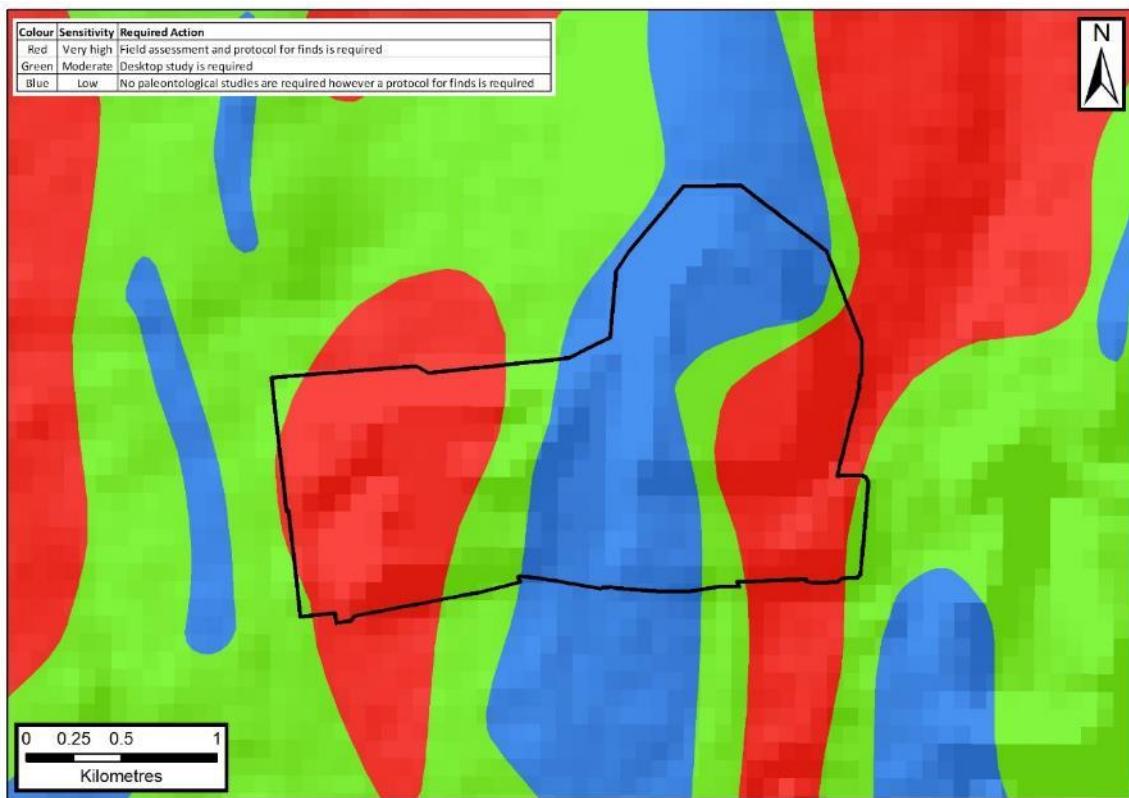 Colour Sensitivity Required Action
Red Very high Field assessment and protocol for finds is required
Green Moderate Desktop study is required
Blue Low No paleontological studies are required however a protocol for finds is required
N
0 0.25 0.5 1
Kilometres